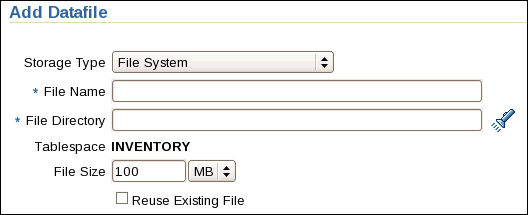 Add Datafile
Storage Type File System
* File Name
* File Directory
Tablespace INVENTORY
File Size 100 MB
Reuse Existing File